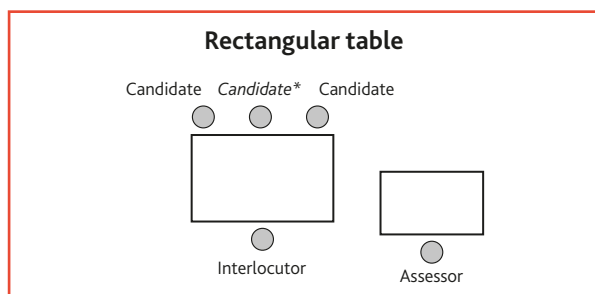 Rectangular table
Candidate Candidate* Candidate
Interlocutor
Assessor